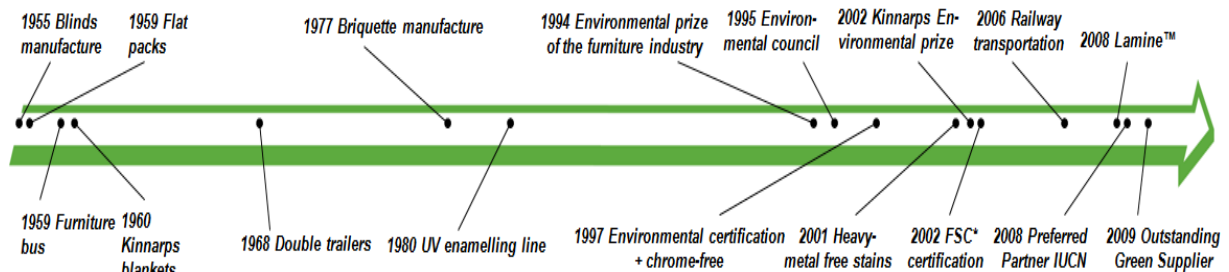 1955 Blinds
manufacture
1959 Flat
packs
1977 Briquette manufacture
1994 Environmental prize
of the furniture industry
1995 Environ-
mental council
2002 Kinnarps En-
vironmental prize
2006 Railway
transportation
2008 Lamine™
1959 Furniture
bus
1960
Kinnarps
blankets
1968 Double trailers
1980 UV enamelling line
1997 Environmental certification
+ chrome-free
2001 Heavy-
metal free stains
2002 FSC*
certification
2008 Preferred
Partner IUCN
2009 Outstanding
Green Supplier